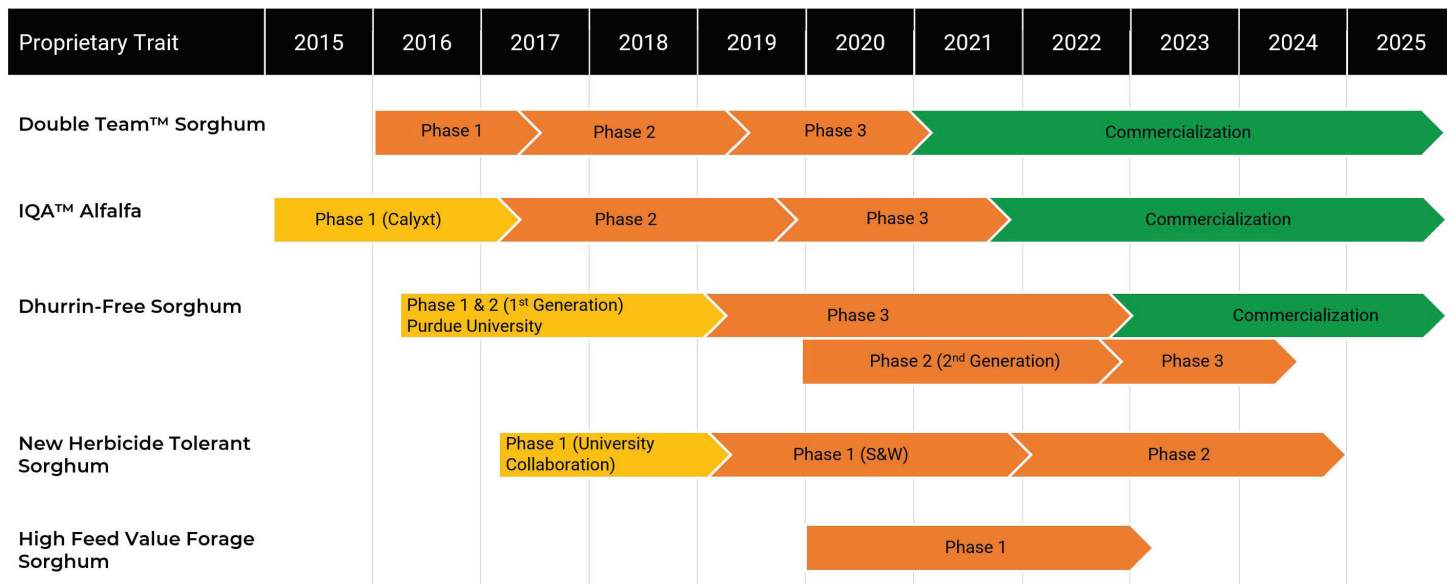 Proprietary Trait 2015 2016 2017 2018 2019 2020 2021 2022 2023 2024 2025
Double Team™ Sorghum Phase 1 Phase 2 Phase 3 Commercialization
IQA™ Alfalfa Phase 1 (Calyxt) Phase 2 Phase 3 Commercialization
Dhurrin-Free Sorghum
Phase 1 & 2 (1st Generation)
Purdue University
Phase 3 Commercialization
Phase 2 (2nd Generation) Phase 3
New Herbicide Tolerant
Sorghum
Phase 1 (University
Collaboration)
Phase 1 (S&W) Phase 2
High Feed Value Forage
Sorghum
Phase 1